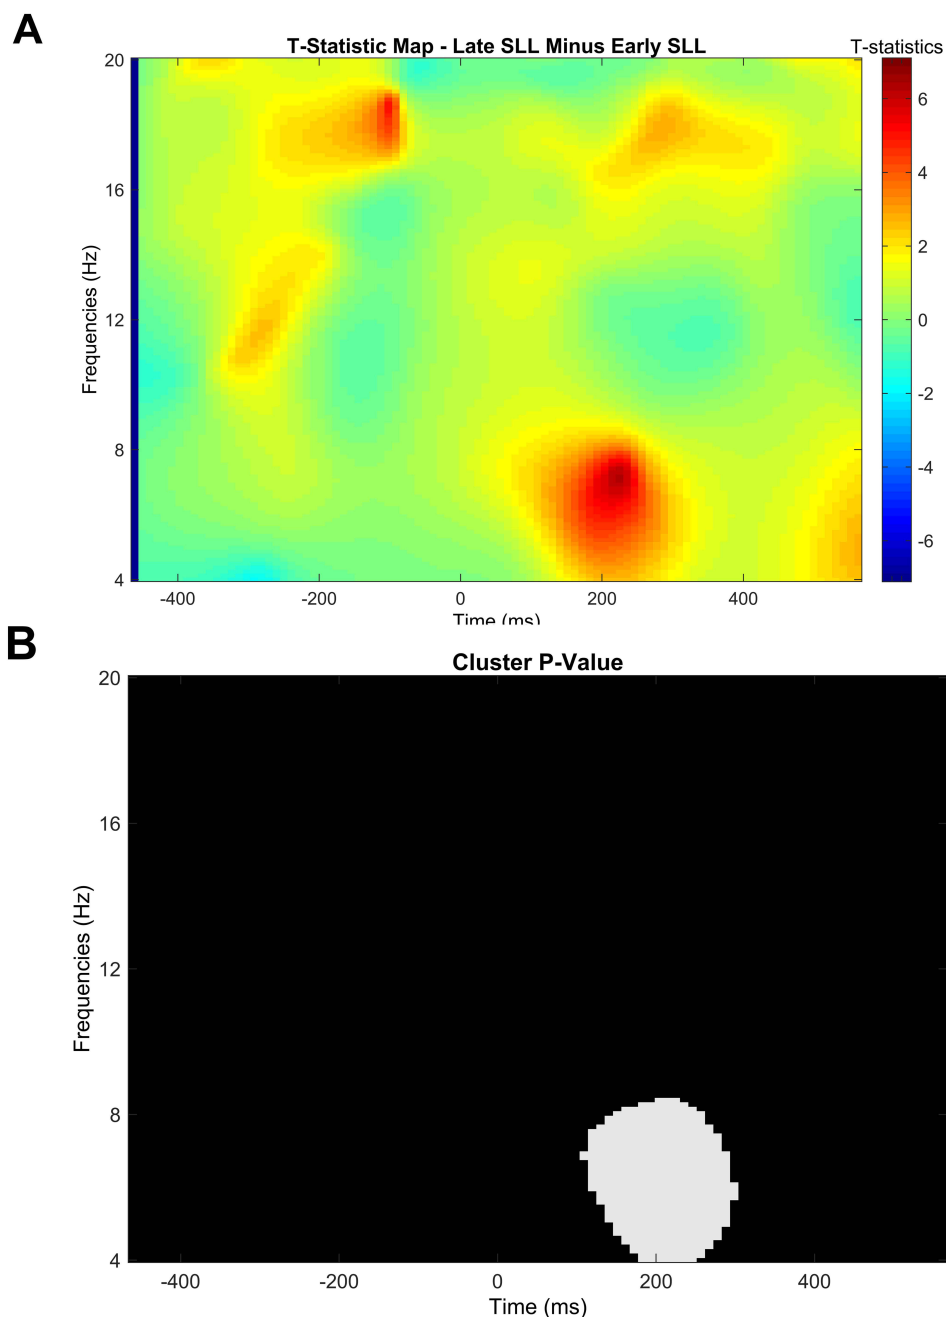 A
T-Statistic Map - Late SLL Minus Early SLL
T-statistics
20
16
12
8
4
Frequencies (Hz)
-400 -200 0 200 400
Time (ms)
6
4
2
0
-2
-4
-6
B
Cluster P-Value
20
16
12
8
4
Frequencies (Hz)
-400 -200 0 200 400
Time (ms)